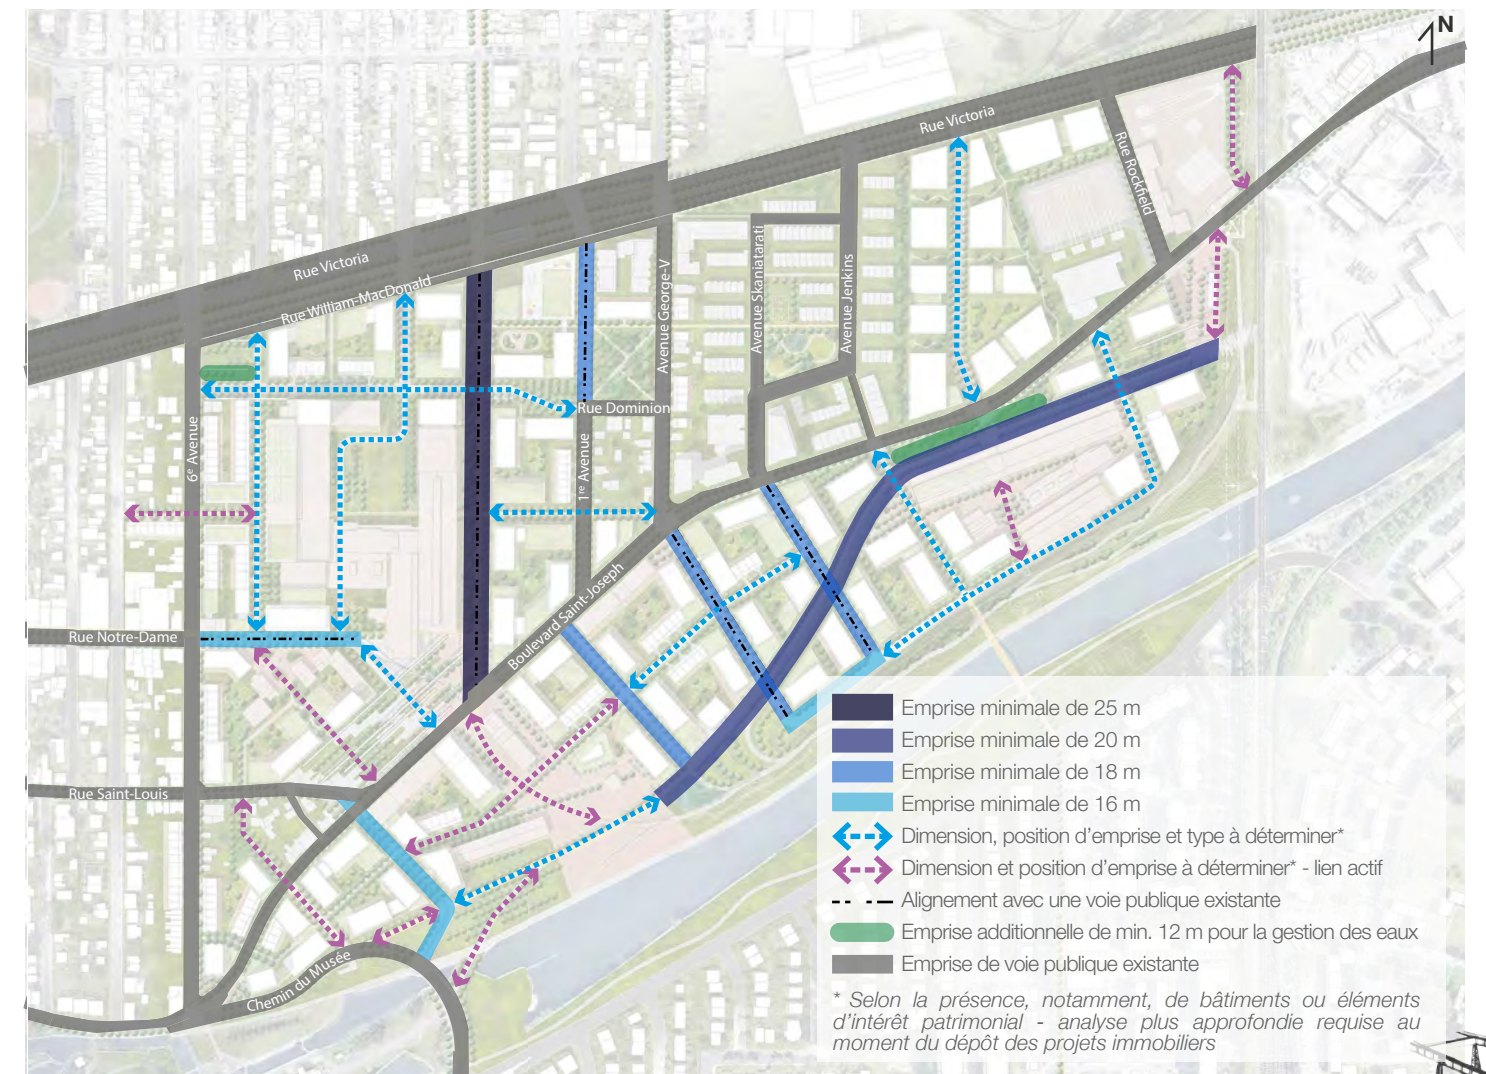 N
Rue Victoria
Rue Rockfield
Rue Victoria
Rue William-MacDonald
Avenue George-V
Avenue Skaniatarati
Avenue Jenkins
6e Avenue
Rue Dominion
1re Avenue
Boulevard Saint-Joseph
Rue Notre-Dame
Rue Saint-Louis
Chemin du Musée
Emprise minimale de 25 m
Emprise minimale de 20 m
Emprise minimale de 18 m
Emprise minimale de 16 m
Dimension, position d'emprise et type à déterminer*
Dimension et position d'emprise à déterminer* - lien actif
Alignement avec une voie publique existante
Emprise additionnelle de min. 12 m pour la gestion des eaux
Emprise de voie publique existante
* Selon la présence, notamment, de bâtiments ou éléments
d'intérêt patrimonial - analyse plus approfondie requise au
moment du dépôt des projets immobiliers